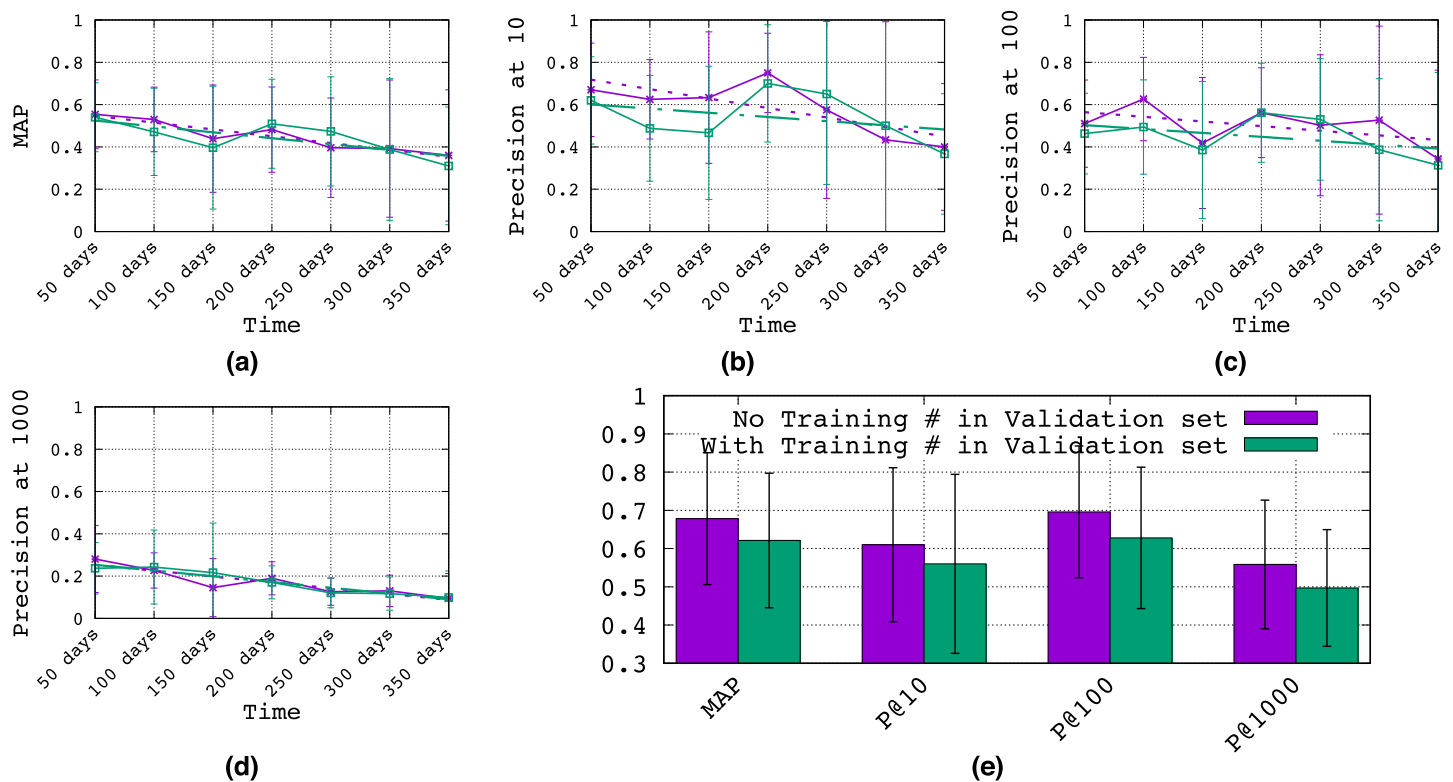 MAP
1
0.8
0.6
0.4
0.2
0
50 days
100 days
150 days
200 days
250 days
300 days
350 days
Time
(a)
Precision at 10
1
0.8
0.6
0.4
0.2
0
50 days
100 days
150 days
200 days
250 days
300 days
350 days
Time
(b)
Precision at 100
1
0.8
0.6
0.4
0.2
0
50 days
100 days
150 days
200 days
250 days
300 days
350 days
Time
(c)
Precision at 1000
1
0.8
0.6
0.4
0.2
0
50 days
100 days
150 days
200 days
250 days
300 days
350 days
Time
(d)
1
0.9
0.8
0.7
0.6
0.5
0.4
0.3
No Training # in Validation set
With Training # in Validation set
MAP
P@10
P@100
P@1000
(e)